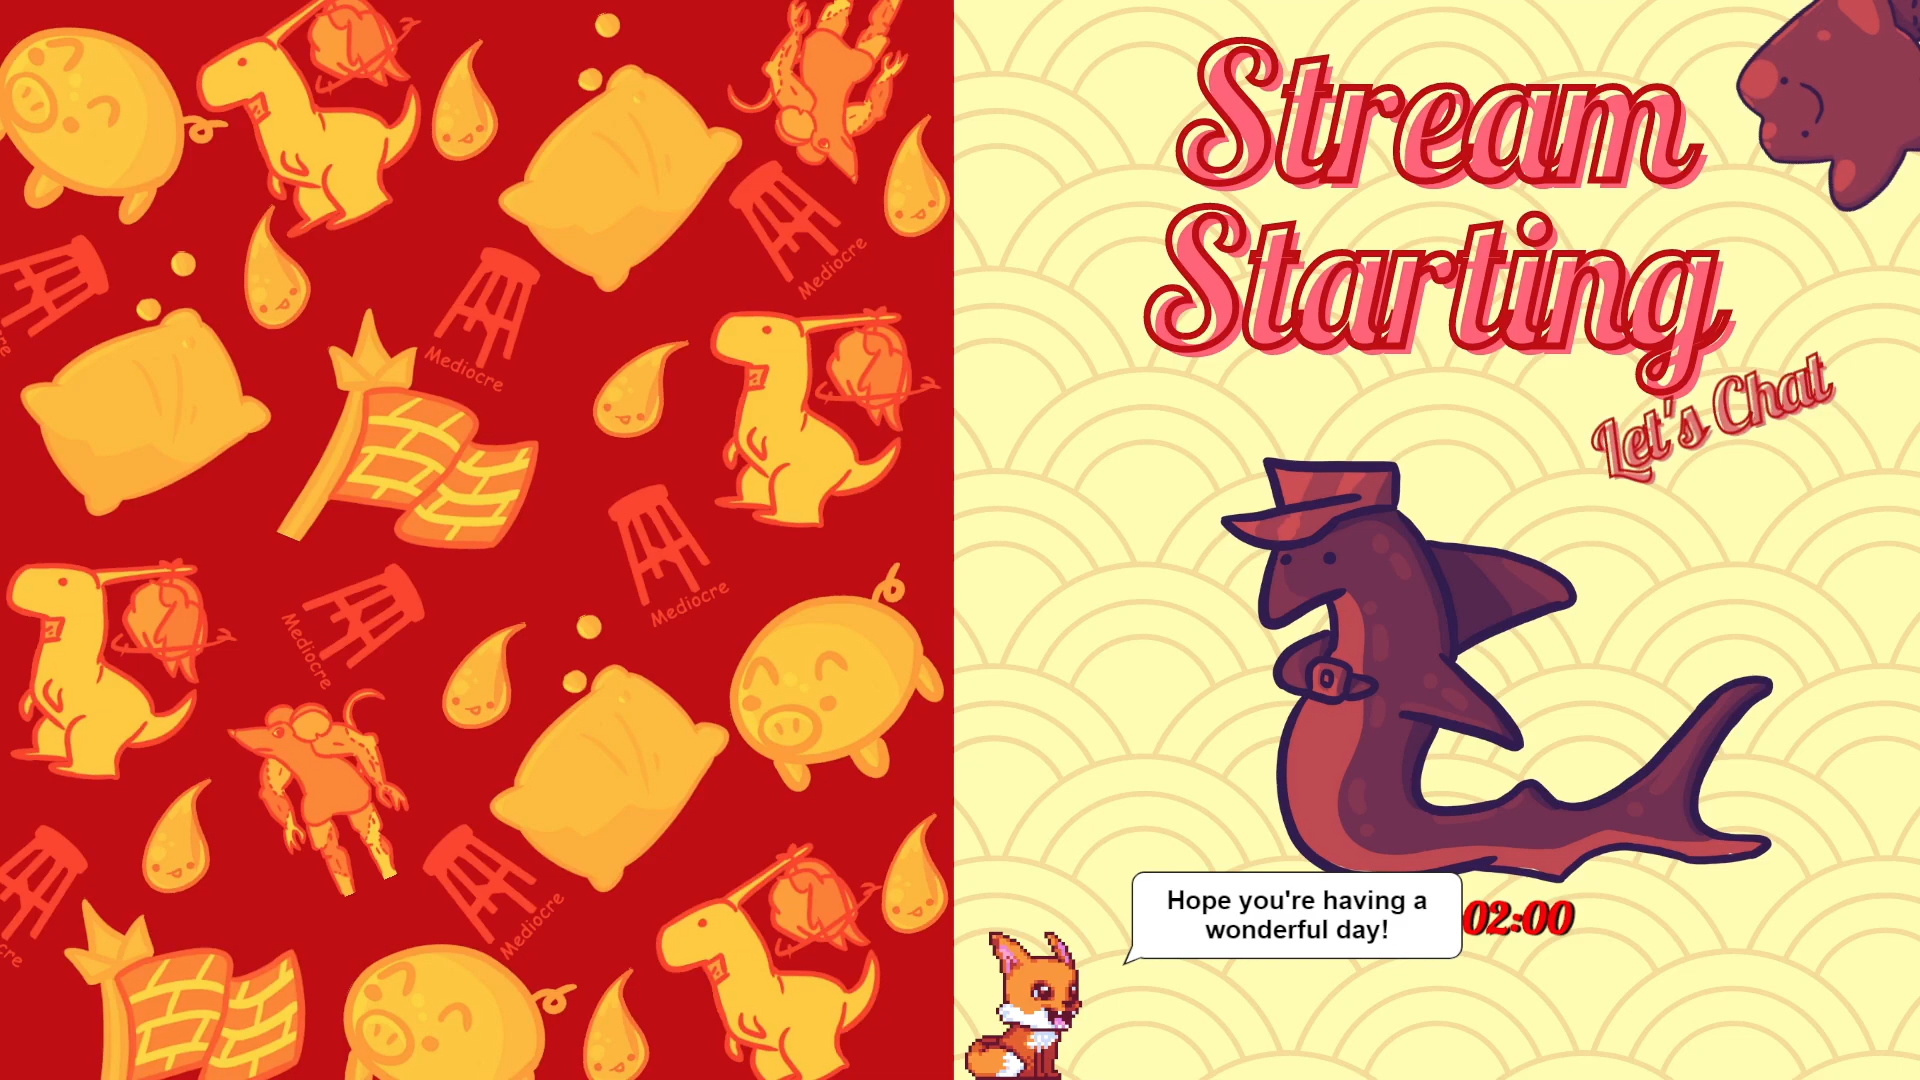 Stream
Starting
Let's Chat
Mediocre
Mediocre
Mediocre
Mediocre
Mediocre
Hope you're having a
wonderful day!
02:00